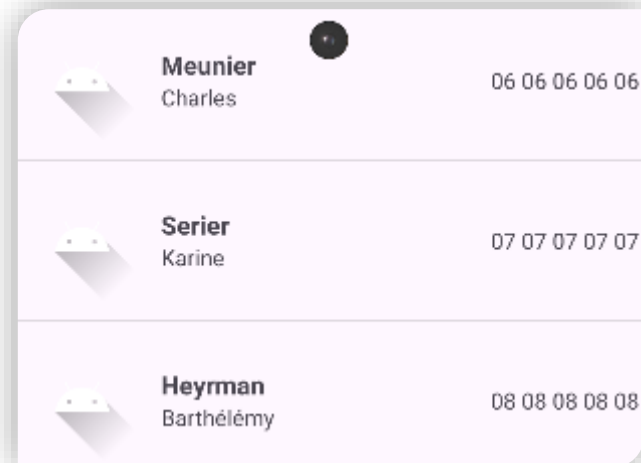 Meunier
Charles
06 06 06 06 06
Serier
Karine
07 07 07 07 07
Heyrman
Barthélémy
08 08 08 08 08